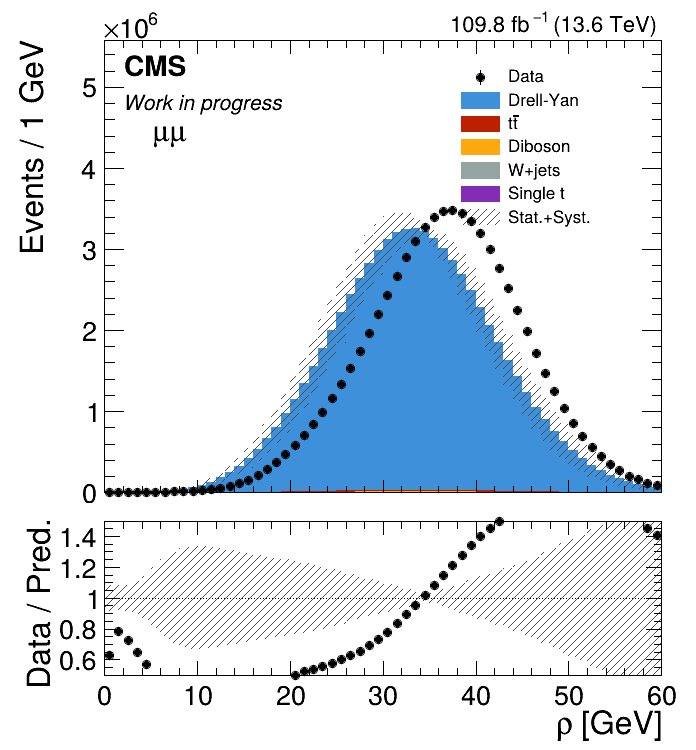 ×10⁶
109.8 fb⁻¹ (13.6 TeV)
CMS
Work in progress
μμ
Data
Drell-Yan
tt̅
Diboson
W+jets
Single t
Stat.+Syst.
Events / 1 GeV
5
4
3
2
1
0
Data / Pred.
1.4
1.2
1
0.8
0.6
0 10 20 30 40 50 60
ρ [GeV]